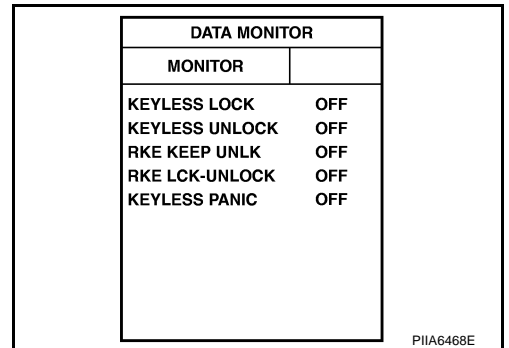 DATA MONITOR
MONITOR
KEYLESS LOCK OFF
KEYLESS UNLOCK OFF
RKE KEEP UNLK OFF
RKE LCK-UNLOCK OFF
KEYLESS PANIC OFF
PIIA6468E